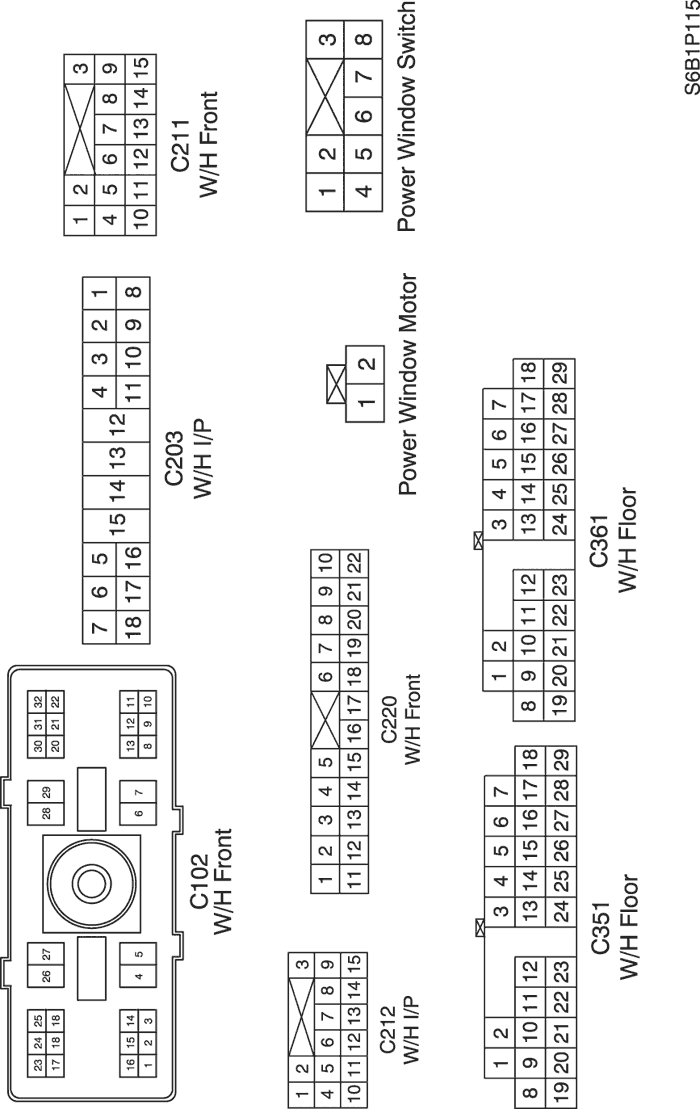 23 24 25 26 27 28 29 30 31 32
17 18 18 20 21 22
16 15 14 4 5 6 7 13 12 11
1 2 3 8 9 10
C102
W/H Front
7 6 5 4 3 2 1
15 14 13 12
18 17 16 11 10 9 8
C203
W/H I/P
1 2 3
4 5 6 7 8 9
10 11 12 13 14 15
C211
W/H Front
1 2 3
4 5 6 7 8 9
10 11 12 13 14 15
C212
W/H I/P
1 2 3 4 5 6 7 8 9 10
11 12 13 14 15 16 17 18 19 20 21 22
C220
W/H Front
1 2
Power Window Motor
1 2 3
4 5 6 7 8
Power Window Switch
1 2 3 4 5 6 7
8 9 10 11 12 13 14 15 16 17 18
19 20 21 22 23 24 25 26 27 28 29
C351
W/H Floor
1 2 3 4 5 6 7
8 9 10 11 12 13 14 15 16 17 18
19 20 21 22 23 24 25 26 27 28 29
C361
W/H Floor
S6B1P115